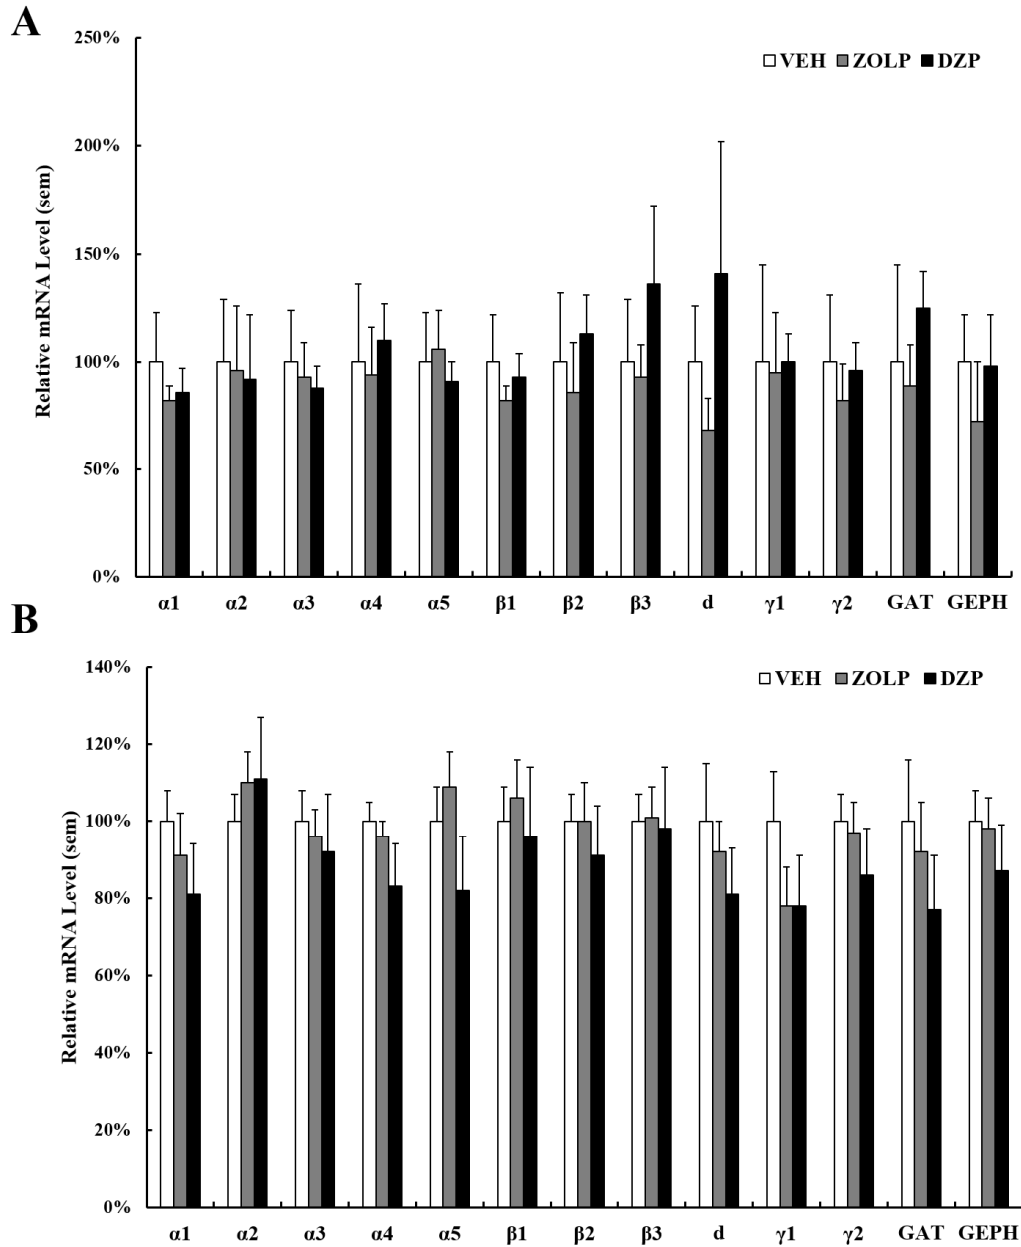 A
250%
VEH ZOLP DZP
200%
150%
100%
50%
0%
Relative mRNA Level (sem)
α1 α2 α3 α4 α5 β1 β2 β3 d γ1 γ2 GAT GEPH
B
140%
VEH ZOLP DZP
120%
100%
80%
60%
40%
20%
0%
Relative mRNA Level (sem)
α1 α2 α3 α4 α5 β1 β2 β3 d γ1 γ2 GAT GEPH